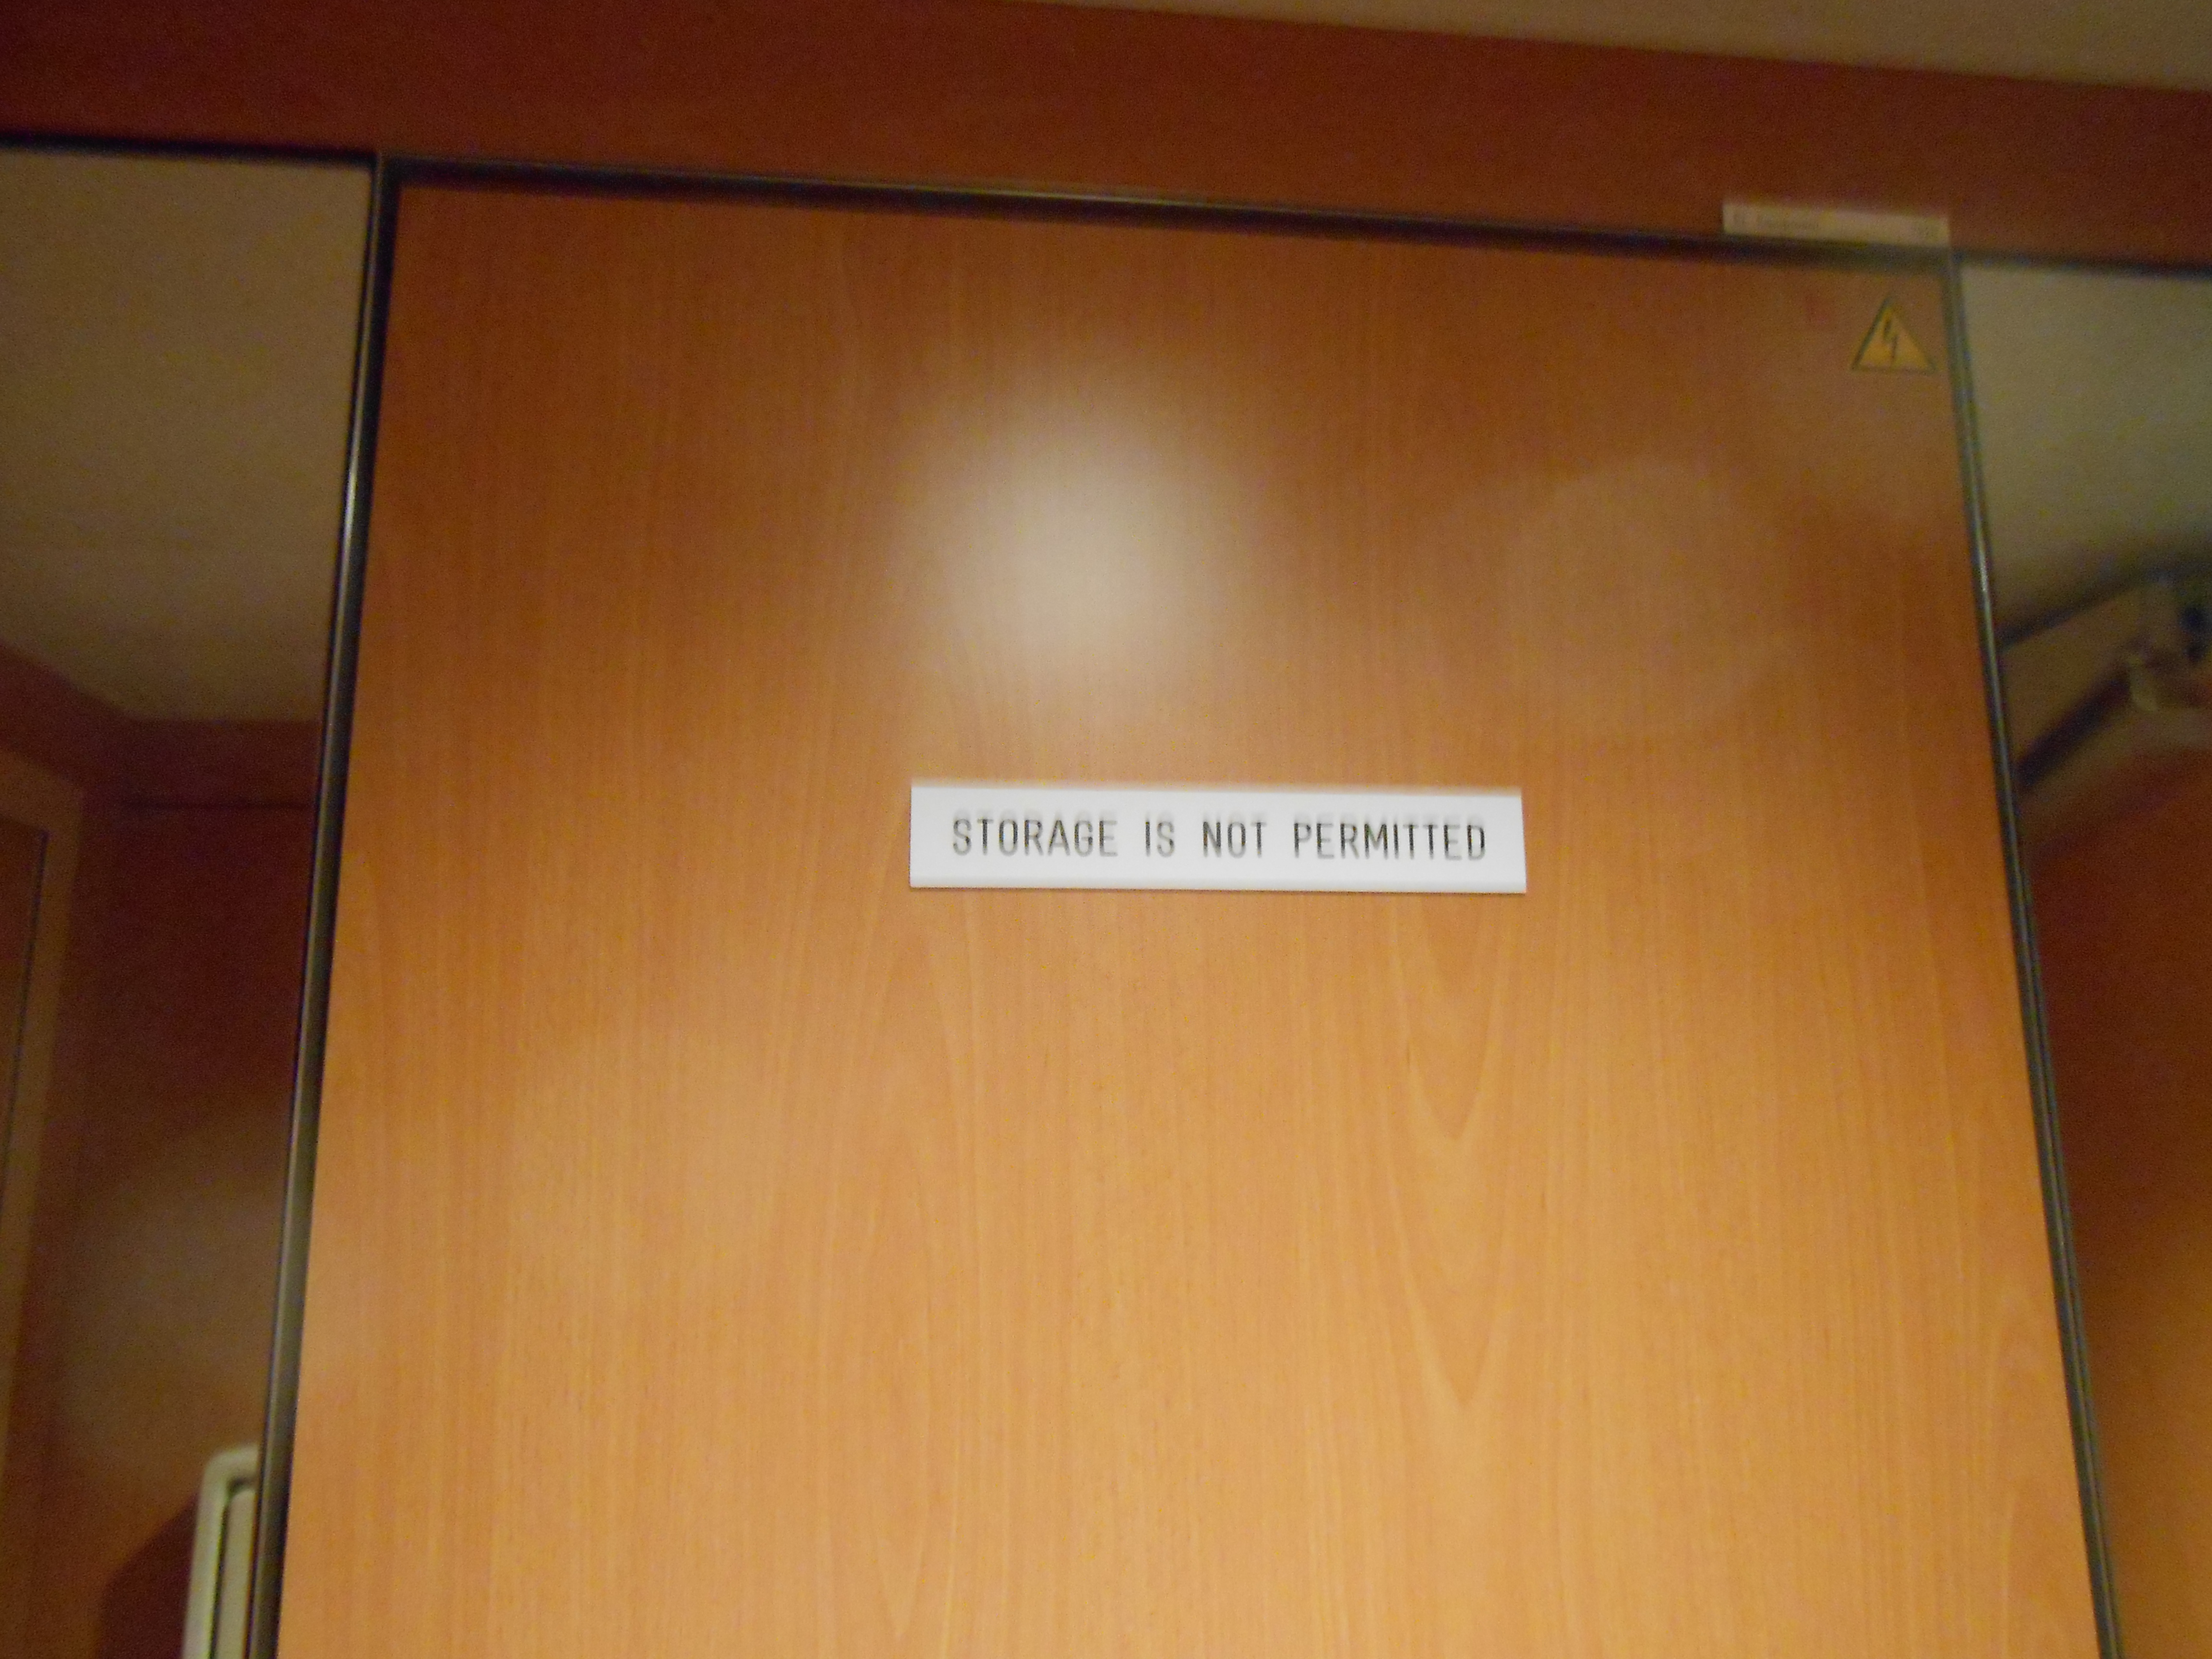 STORAGE IS NOT PERMITTED